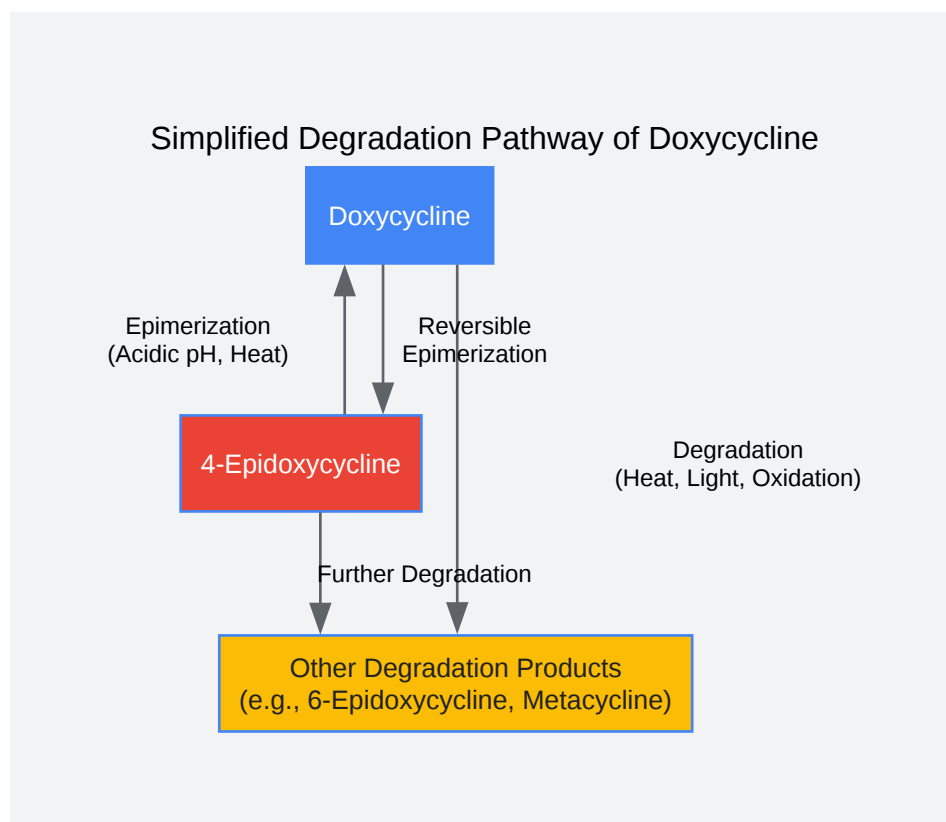 Simplified Degradation Pathway of Doxycycline
Doxycycline
Epimerization
(Acidic pH, Heat)
Reversible
Epimerization
4-Epidoxycycline
Degradation
(Heat, Light, Oxidation)
Further Degradation
Other Degradation Products
(e.g., 6-Epidoxycycline, Metacycline)